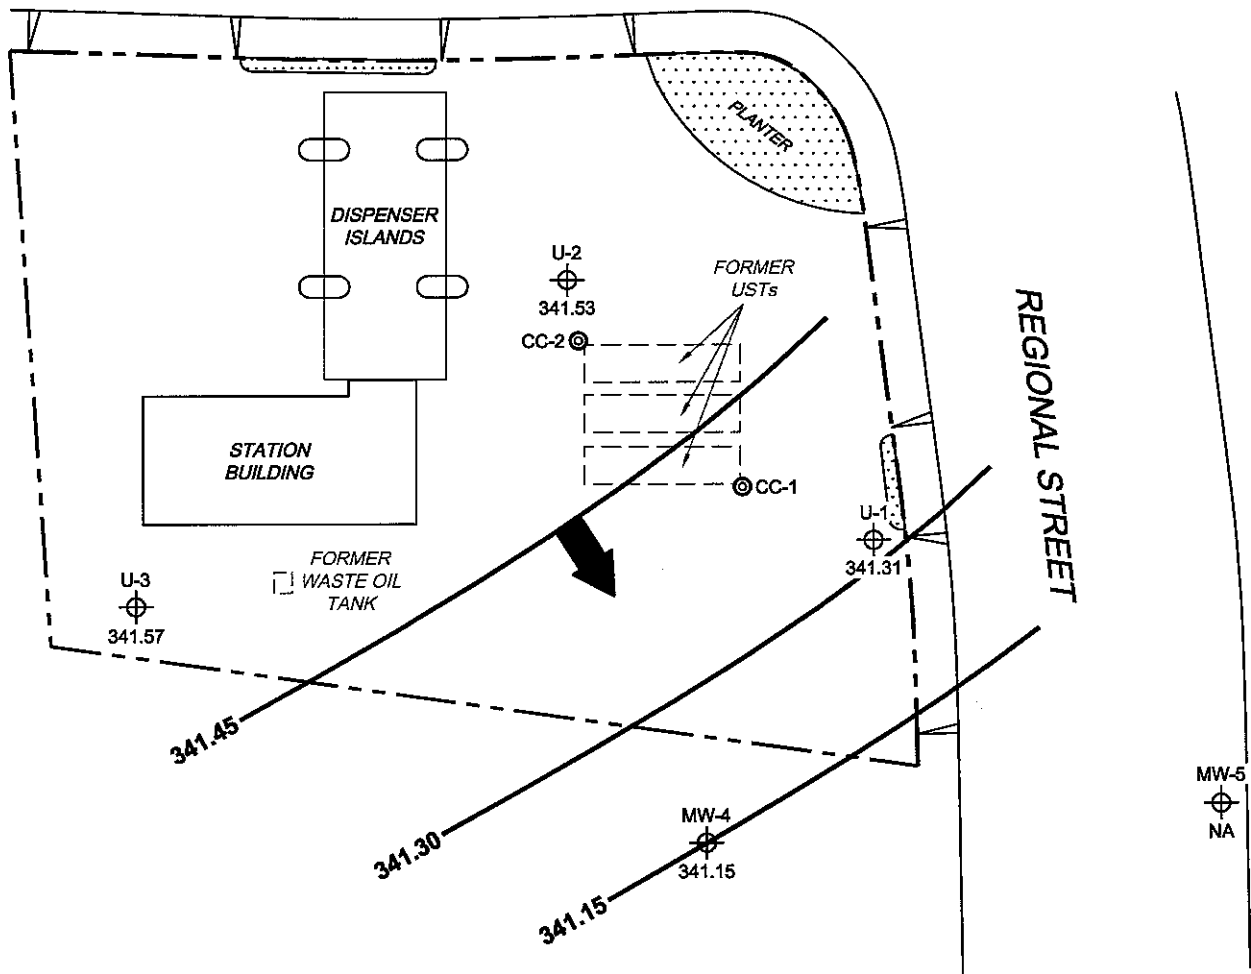 PLANTER
DISPENSER
ISLANDS
U-2
341.53
FORMER
USTs
CC-2
REGIONAL STREET
STATION
BUILDING
CC-1
U-1
341.31
FORMER
WASTE OIL
TANK
U-3
341.57
341.45
MW-5
NA
MW-4
341.15
341.30
341.15